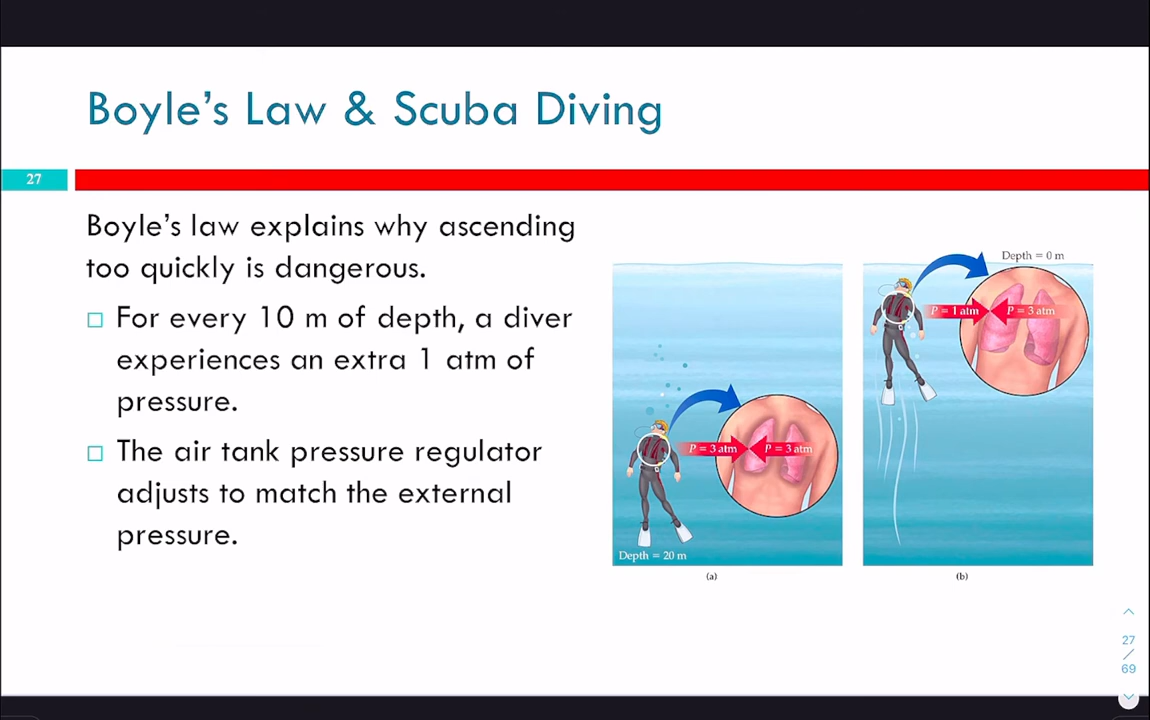 Boyle's Law & Scuba Diving
27
Boyle's law explains why ascending
too quickly is dangerous.
For every 10 m of depth, a diver
experiences an extra 1 atm of
pressure.
The air tank pressure regulator
adjusts to match the external
pressure.
P = 3 atm
P = 3 atm
Depth = 20 m
(a)
Depth = 0 m
P = 1 atm
P = 3 atm
(b)
27
/
69